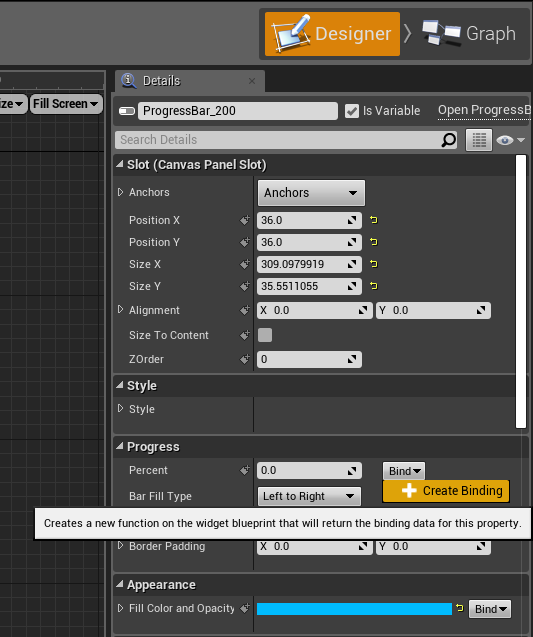 Designer Graph
Details
Fill Screen
ProgressBar_200 Is Variable Open ProgressB
Search Details
Slot (Canvas Panel Slot)
Anchors Anchors
Position X 36.0
Position Y 36.0
Size X 309.0979919
Size Y 35.5511055
Alignment X 0.0 Y 0.0
Size To Content
ZOrder 0
Style
Style
Progress
Percent 0.0 Bind
Create Binding
Bar Fill Type Left to Right
Creates a new function on the widget blueprint that will return the binding data for this property.
Border Padding X 0.0 Y 0.0
Appearance
Fill Color and Opacity Bind